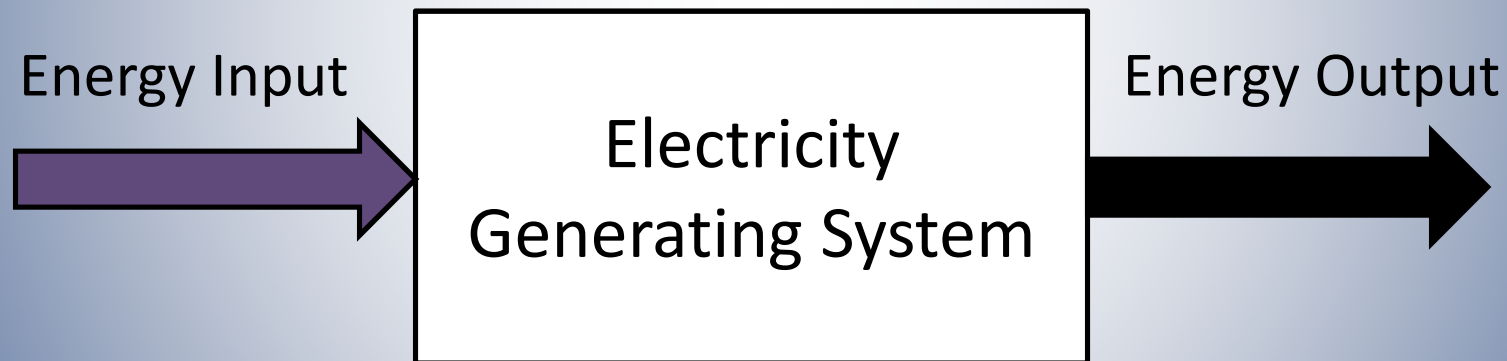 Energy Input
Electricity
Generating System
Energy Output